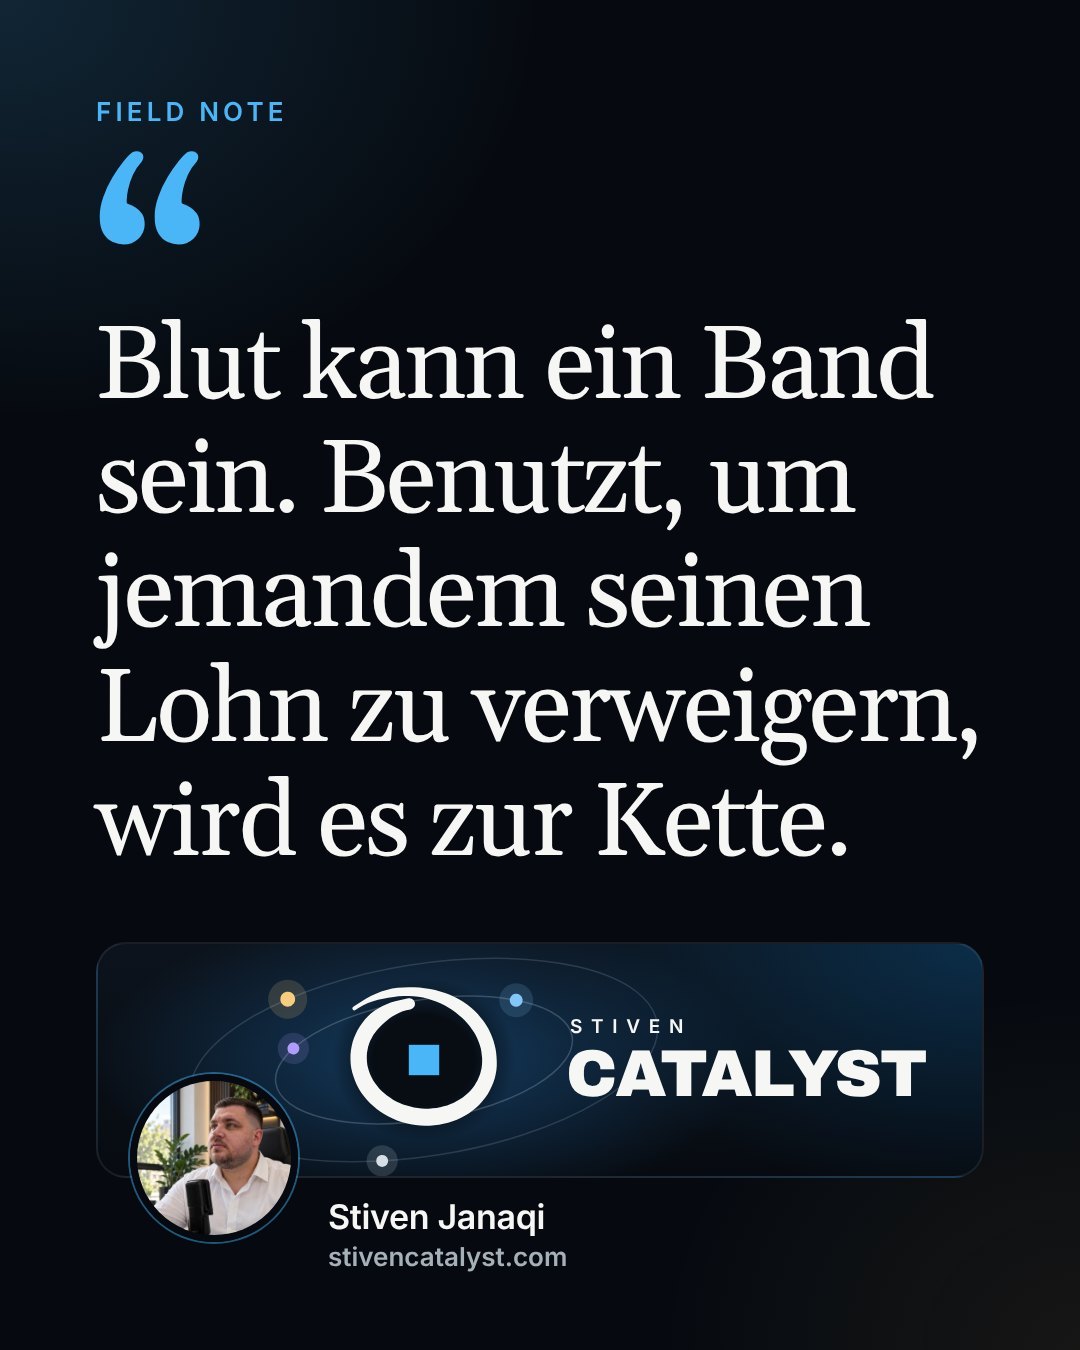 FIELD NOTE
“
Blut kann ein Band
sein. Benutzt, um
jemandem seinen
Lohn zu verweigern,
wird es zur Kette.
STIVEN
CATALYST
Stiven Janaqi
stivencatalyst.com